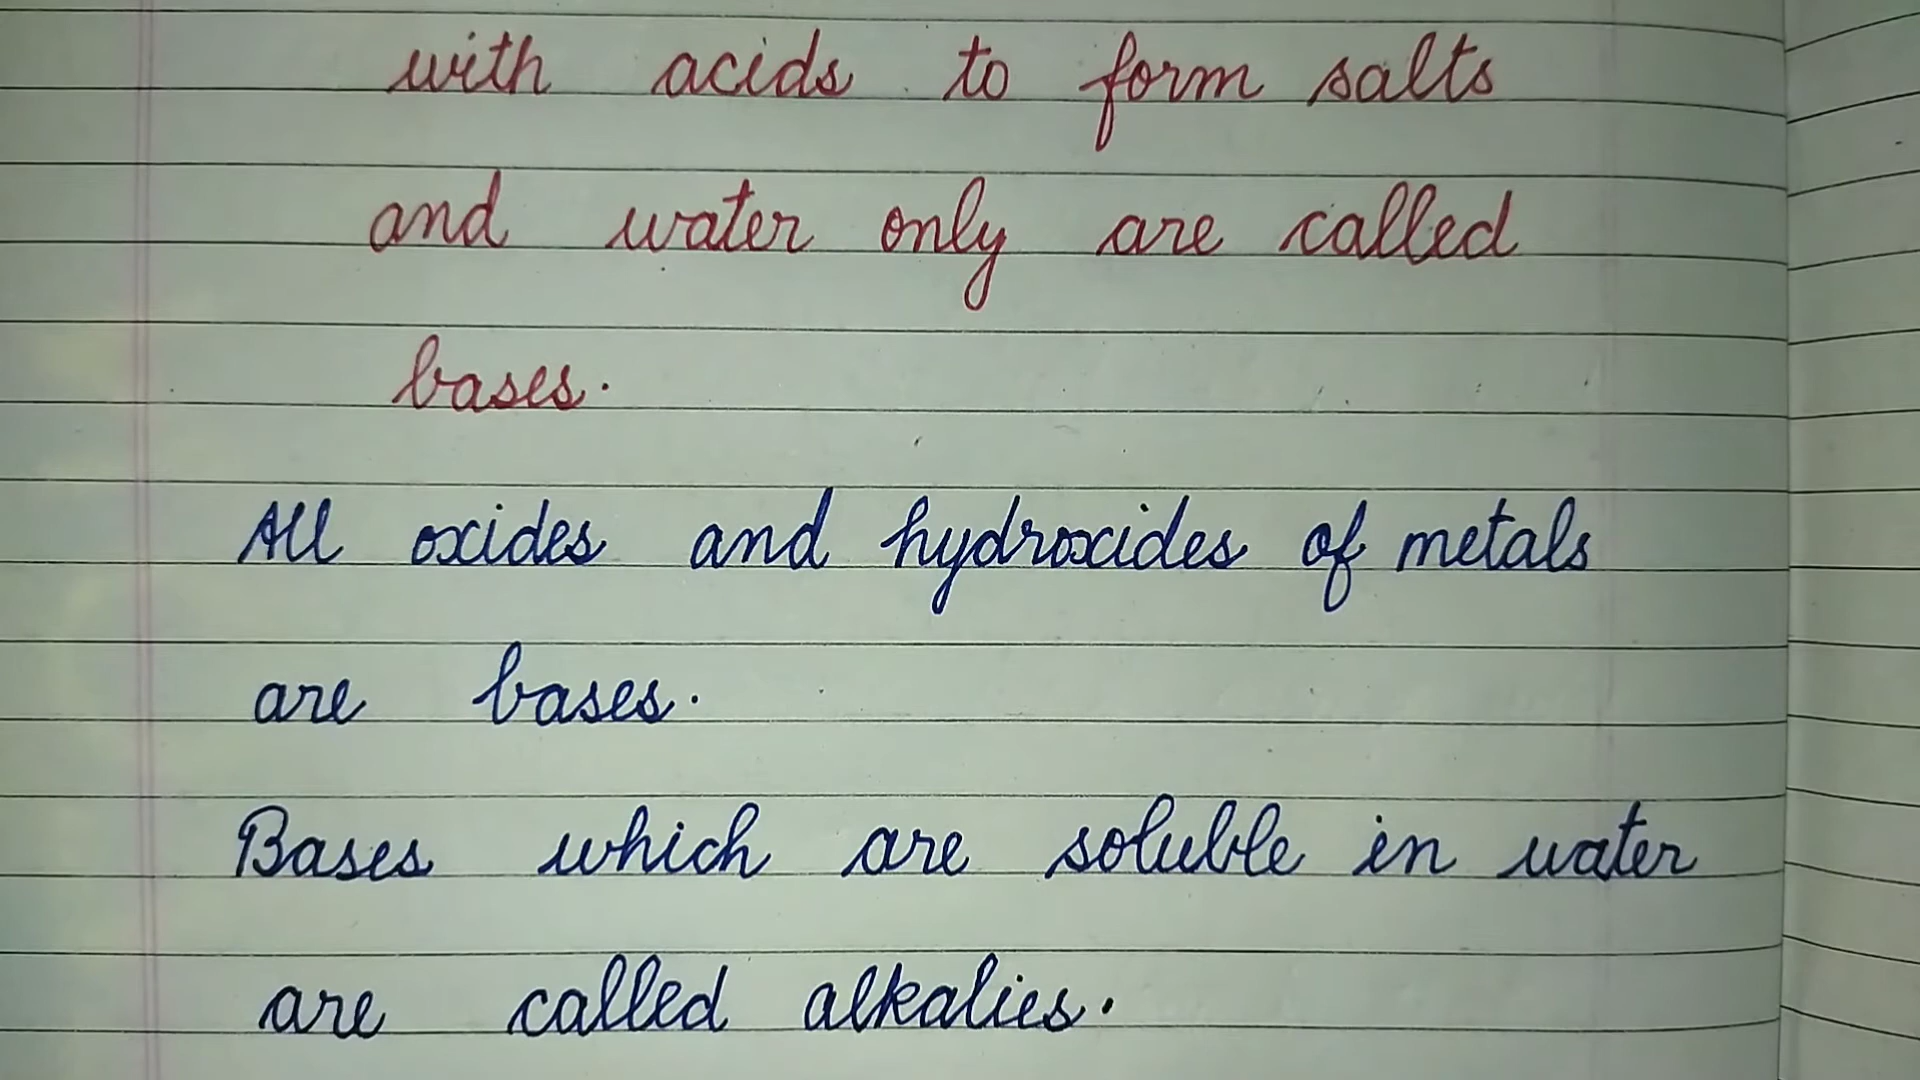 with acids to form salts
and water only are called
bases.
All oxides and hydroxides of metals
are bases.
Bases which are soluble in water
are called alkalies.